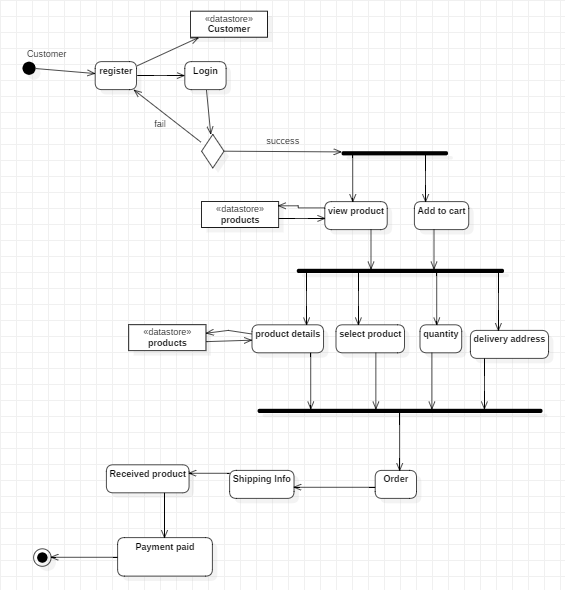 «datastore»
Customer
Customer
register
Login
fail
success
«datastore»
products
view product
Add to cart
«datastore»
products
product details
select product
quantity
delivery address
Received product
Shipping Info
Order
Payment paid